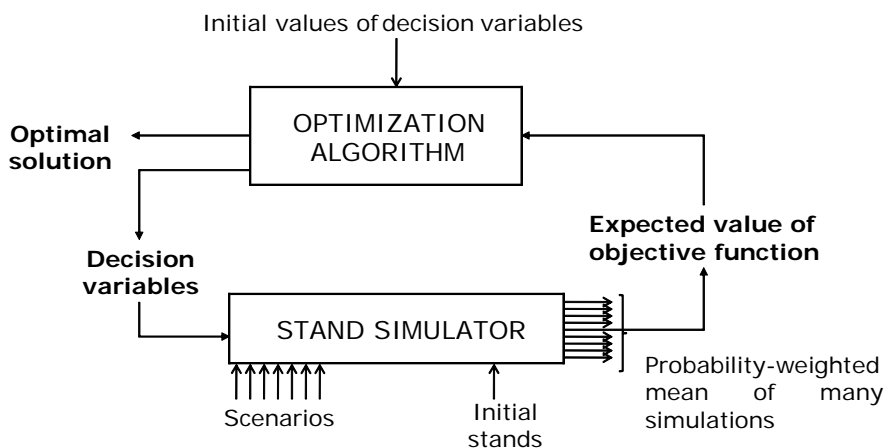 Initial values of decision variables
OPTIMIZATION
ALGORITHM
Optimal
solution
Expected value of
objective function
Decision
variables
STAND SIMULATOR
Probability-weighted
mean of many
simulations
Scenarios
Initial
stands